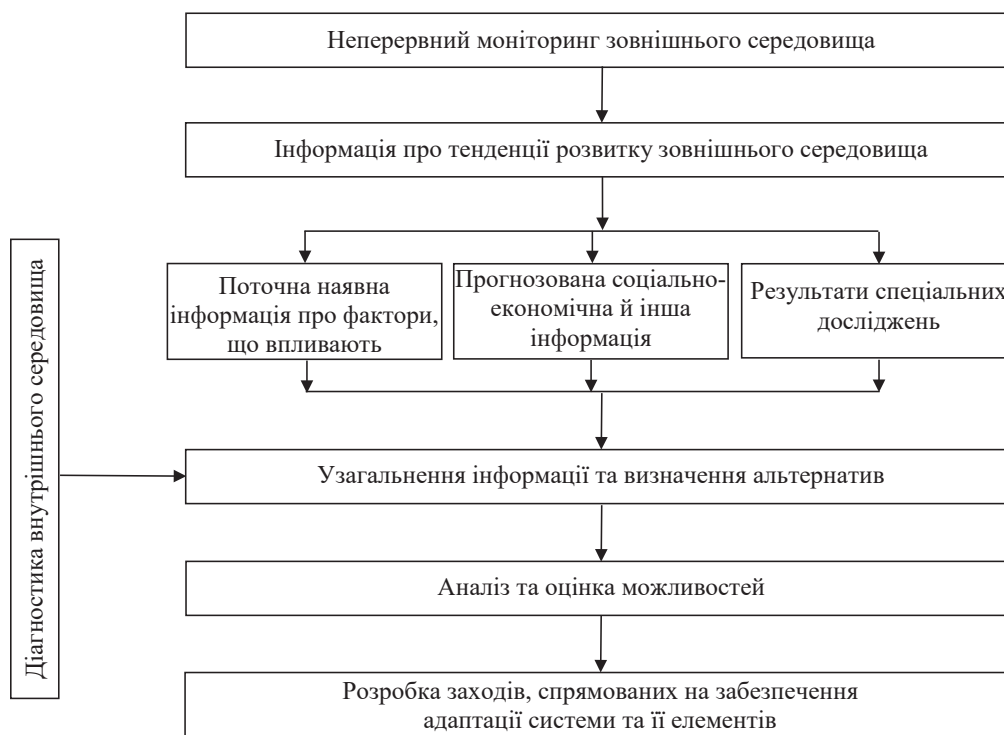 Неперервний моніторинг зовнішнього середовища
Інформація про тенденції розвитку зовнішнього середовища
Діагностика внутрішнього середовища
Поточна наявна
інформація про фактори,
що впливають
Прогнозована соціально-
економічна й інша
інформація
Результати спеціальних
досліджень
Узагальнення інформації та визначення альтернатив
Аналіз та оцінка можливостей
Розробка заходів, спрямованих на забезпечення
адаптації системи та її елементів